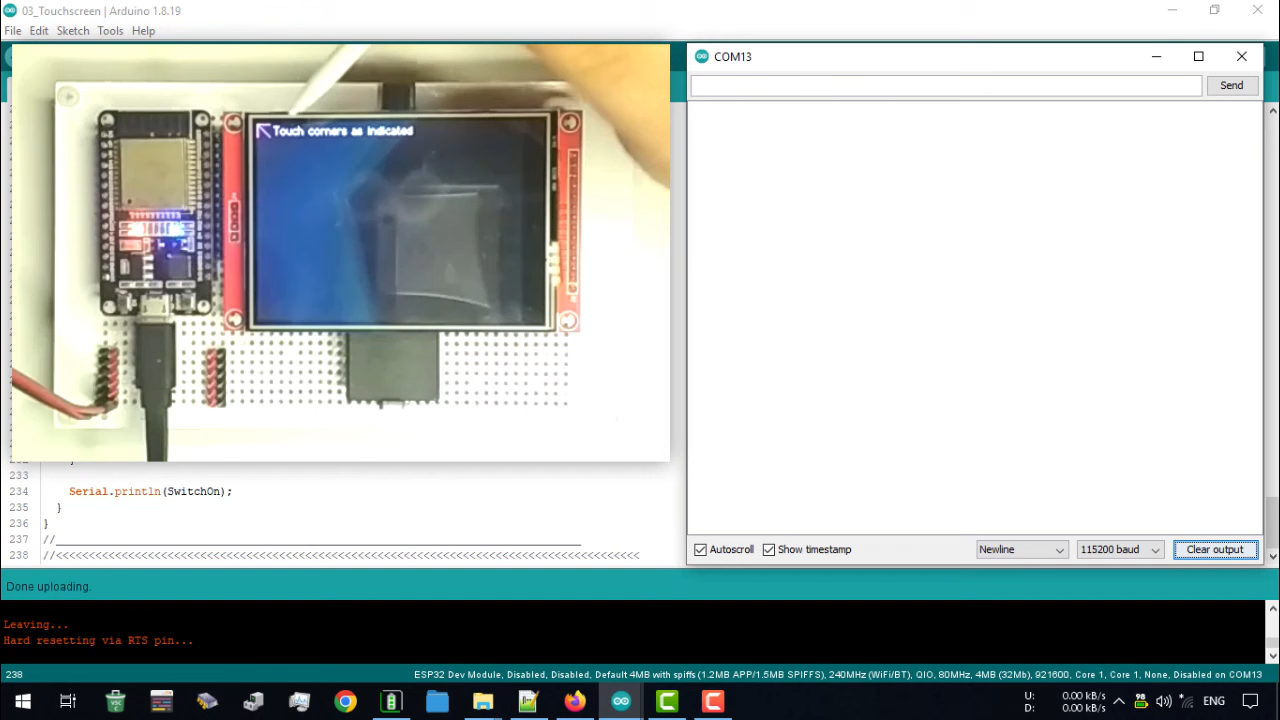 03_Touchscreen | Arduino 1.8.19
File Edit Sketch Tools Help
COM13
Send
Touch corners as indicated
233
234 Serial.println(SwitchOn);
235 }
236 }
237 //
238 //<<<<<<<<<<<<<<<<<<<<<<<<<<<<<<<<<<<<<<<<<<<<<<<<<<<<<<<<<<<<<<<<<<<<<<<<<<<<<<<<<<<<<<<
Autoscroll Show timestamp Newline 115200 baud Clear output
Done uploading.
Leaving...
Hard resetting via RTS pin...
238 ESP32 Dev Module, Disabled, Disabled, Default 4MB with spiffs (1.2MB APP/1.5MB SPIFFS), 240MHz (WiFi/BT), QIO, 80MHz, 4MB (32Mb), 921600, Core 1, Core 1, None, Disabled on COM13
U: 0.00 kB/s
D: 0.00 kB/s
ENG